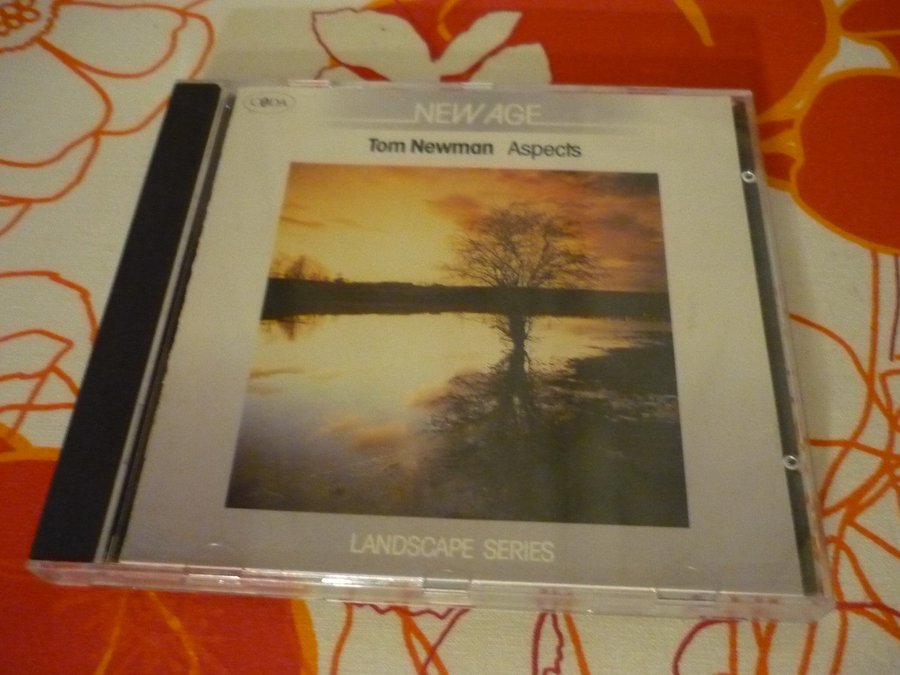 CODA
NEW AGE
Tom Newman Aspects
LANDSCAPE SERIES